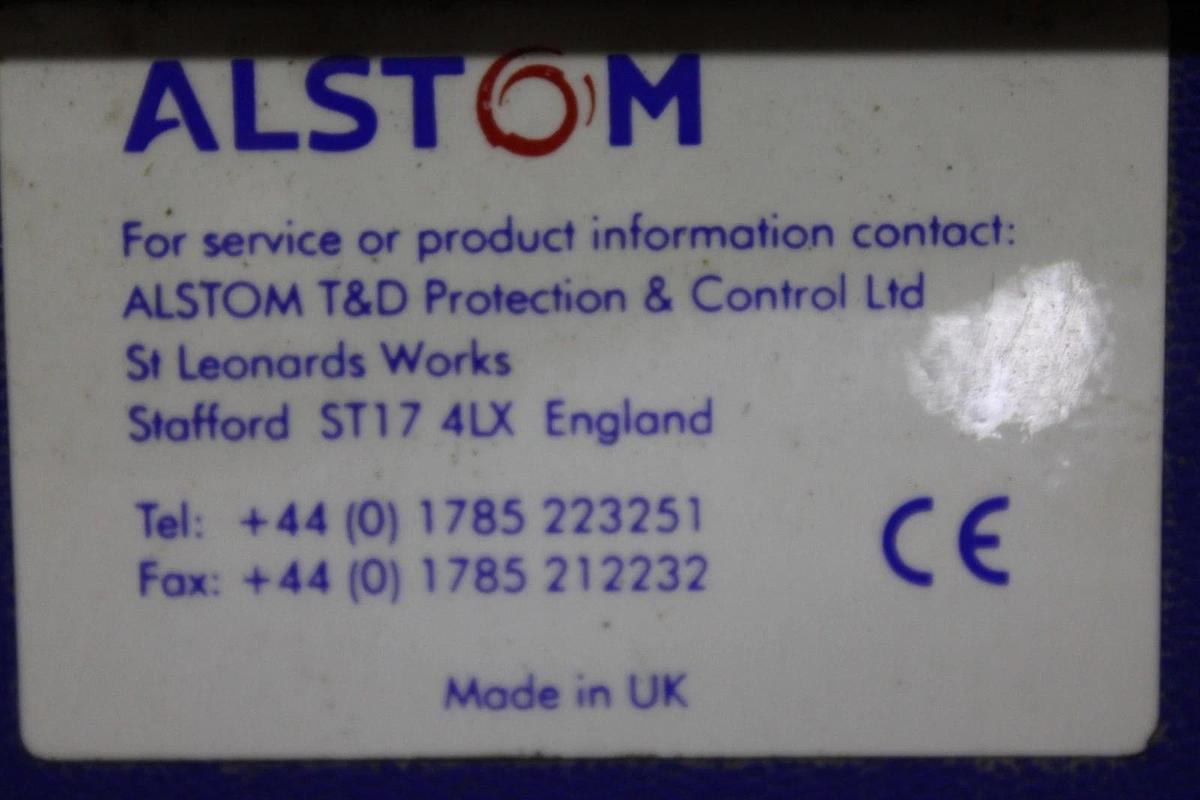 ALSTOM
For service or product information contact:
ALSTOM T&D Protection & Control Ltd
St Leonards Works
Stafford ST17 4LX England
Tel: +44 (0) 1785 223251
Fax: +44 (0) 1785 212232
CE
Made in UK